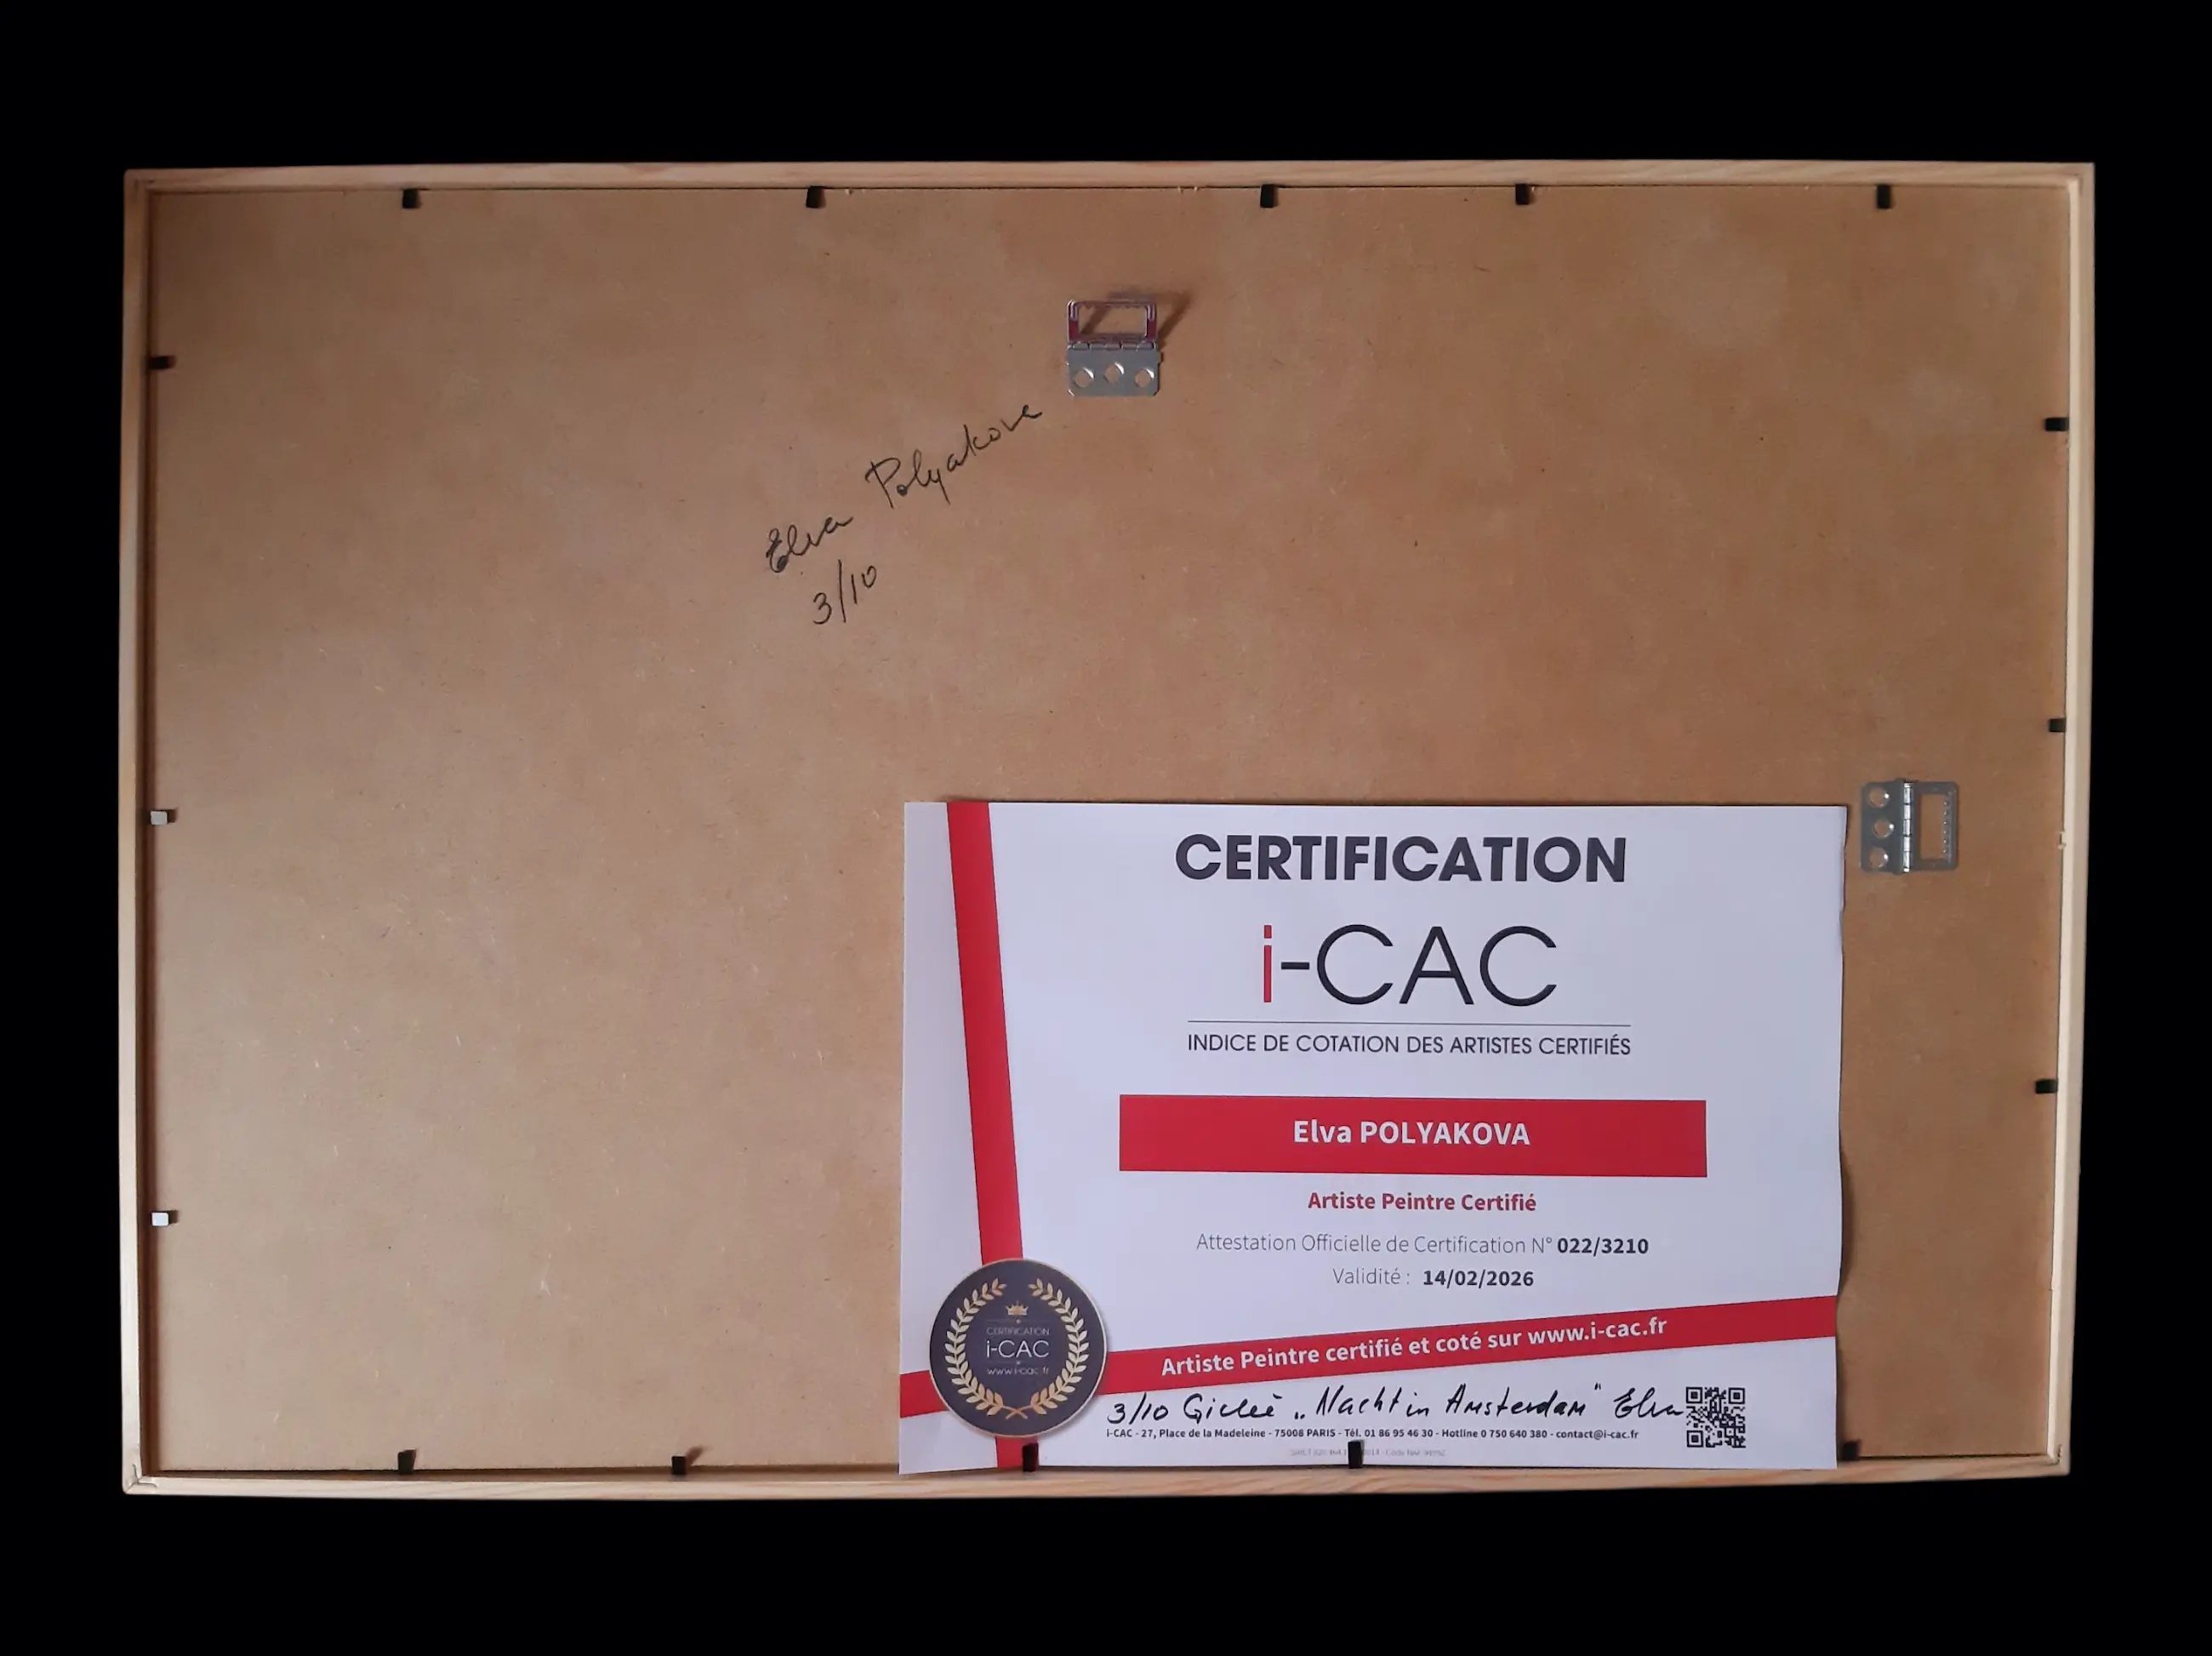 Elva Polyakova
3/10
CERTIFICATION
i-CAC
INDICE DE COTATION DES ARTISTES CERTIFIÉS
Elva POLYAKOVA
Artiste Peintre Certifié
Attestation Officielle de Certification N° 022/3210
Validité : 14/02/2026
CERTIFICATION
i-CAC
www.i-cac.fr
Artiste Peintre certifié et coté sur www.i-cac.fr
3/10 Gicleè „Nacht in Amsterdam" Elva
i-CAC - 27, Place de la Madeleine - 75008 PARIS - Tél. 01 86 95 46 30 - Hotline 0 750 640 380 - contact@i-cac.fr